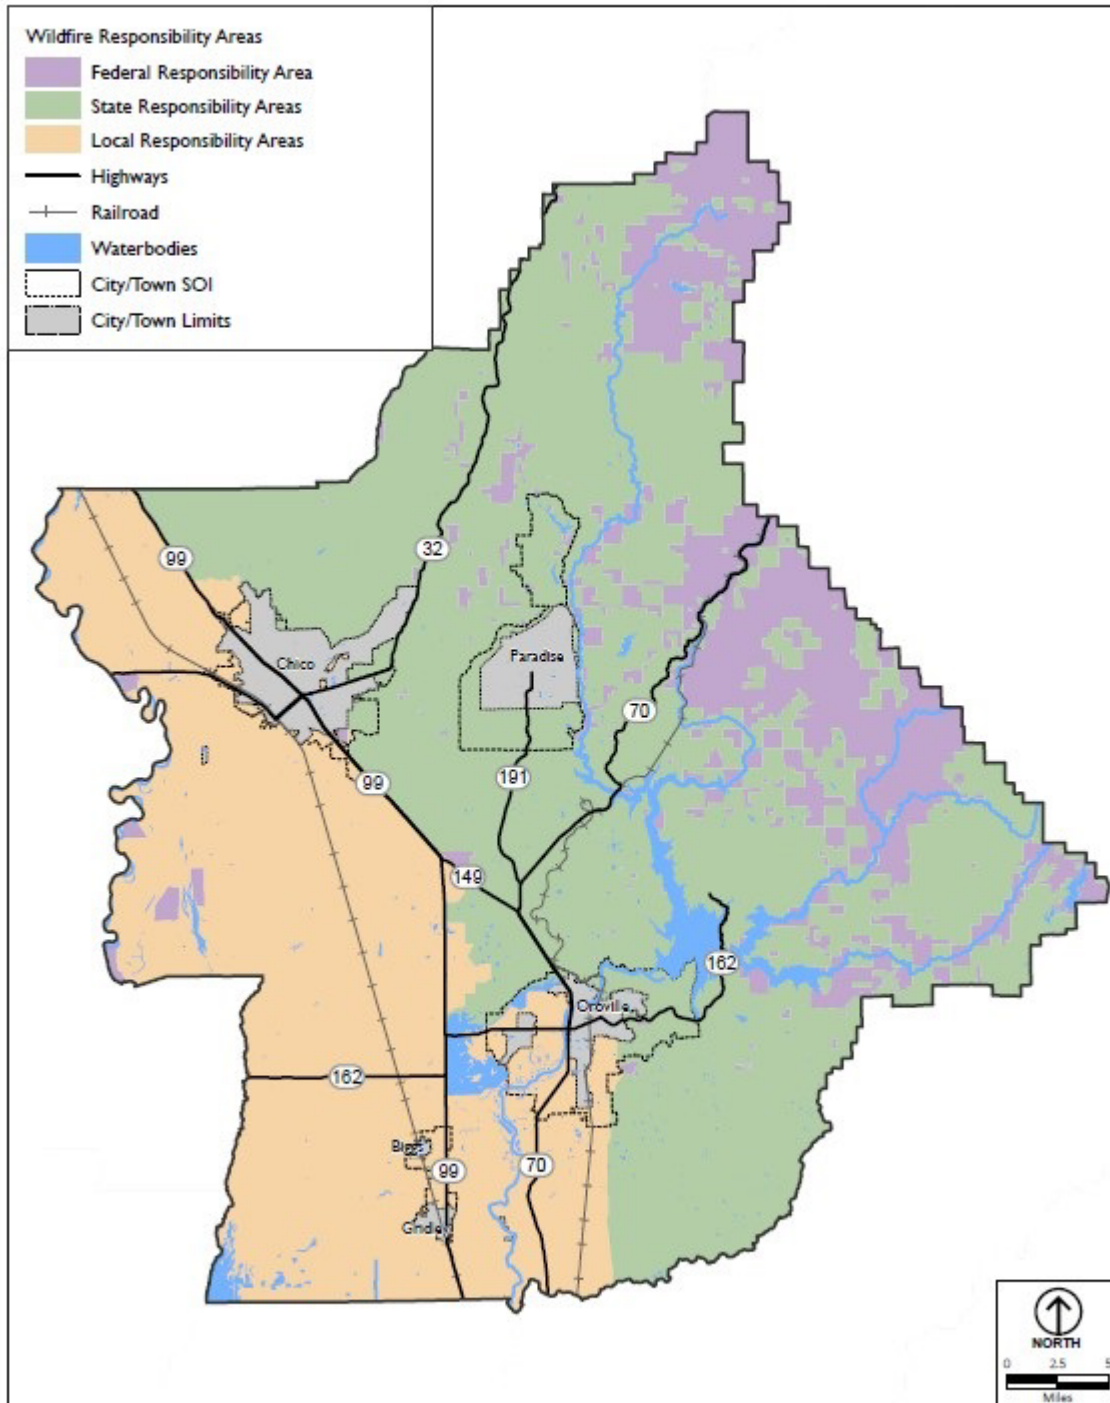 Wildfire Responsibility Areas
Federal Responsibility Area
State Responsibility Areas
Local Responsibility Areas
Highways
Railroad
Waterbodies
City/Town SOI
City/Town Limits
99
32
Chico
Paradise
70
191
99
149
162
Oroville
162
Biggs
99
70
Gridley
NORTH
0 2.5 5
Miles